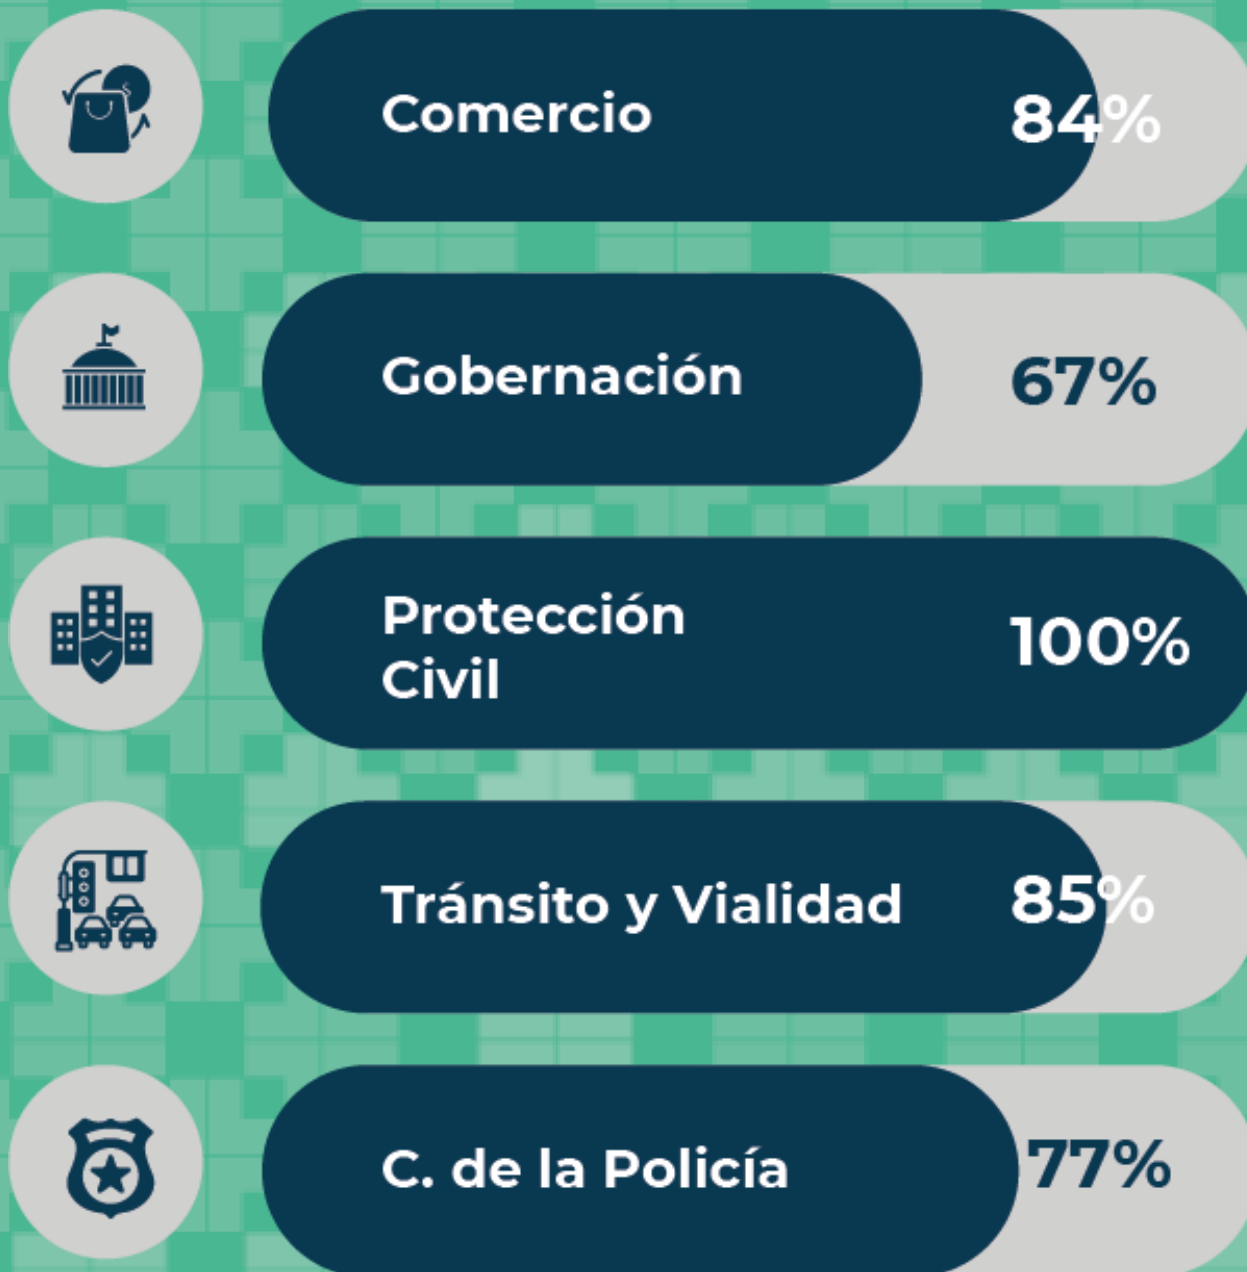 Comercio 84%
Gobernación 67%
Protección
Civil
100%
Tránsito y Vialidad 85%
C. de la Policía 77%